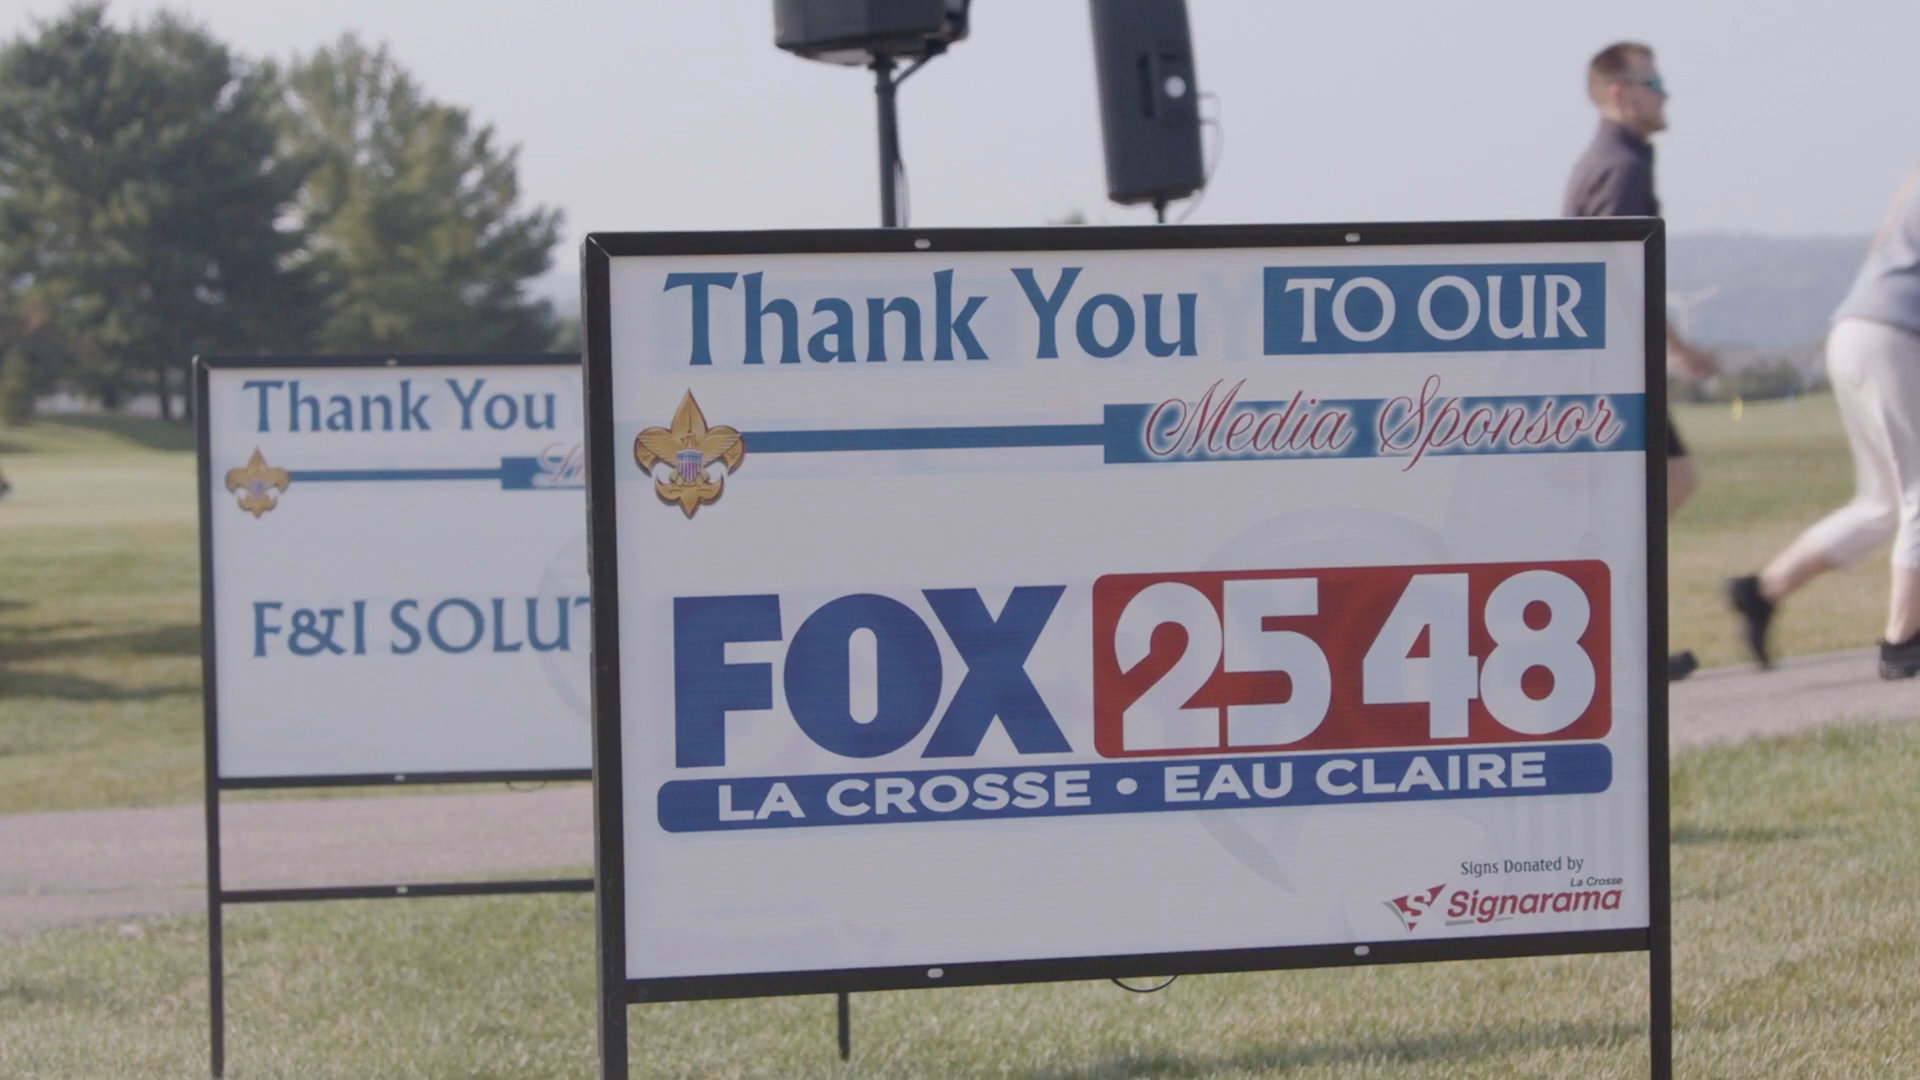 Thank You TO OUR
Media Sponsor
FOX 25 48
LA CROSSE • EAU CLAIRE
Signs Donated by
La Crosse
Signarama
Thank You
F&I SOLUT